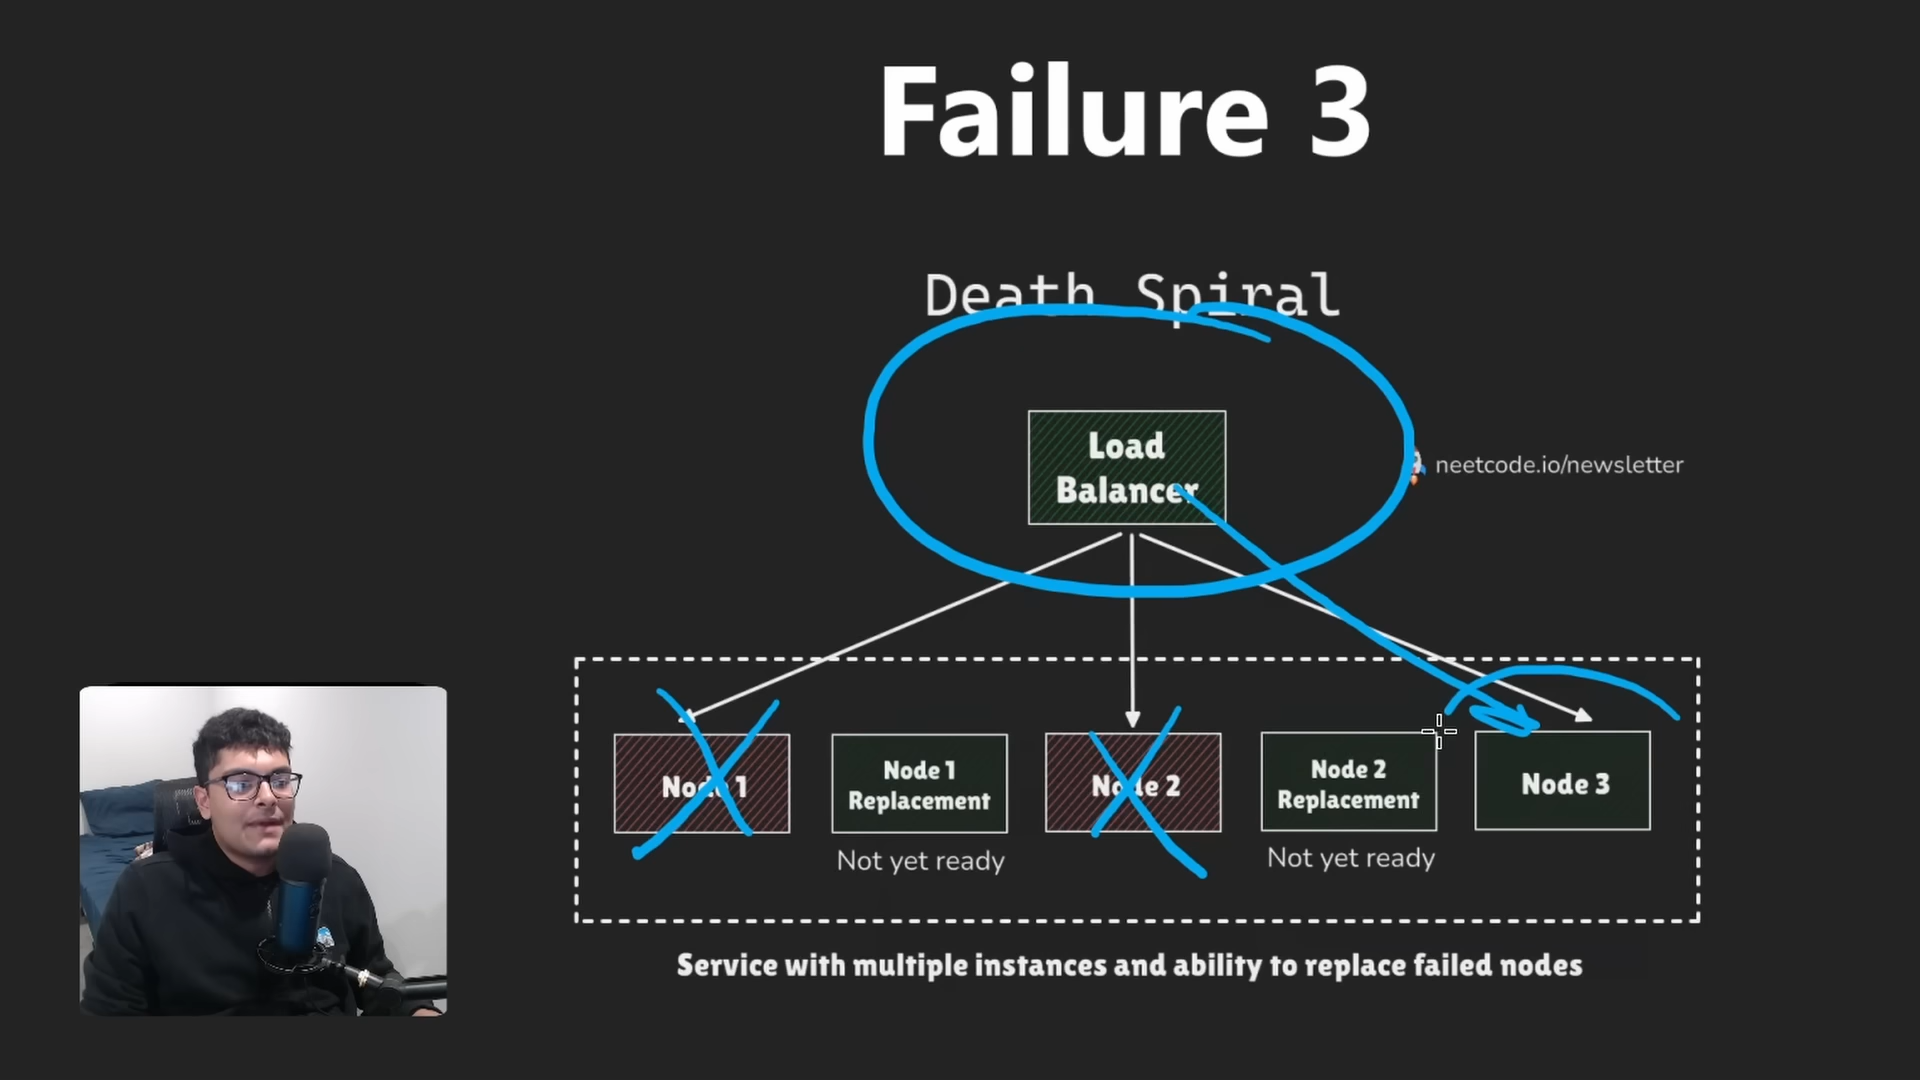 Failure 3
Death Spiral
Load
Balancer
neetcode.io/newsletter
Node 1
Node 1
Replacement
Not yet ready
Node 2
Node 2
Replacement
Not yet ready
Node 3
Service with multiple instances and ability to replace failed nodes